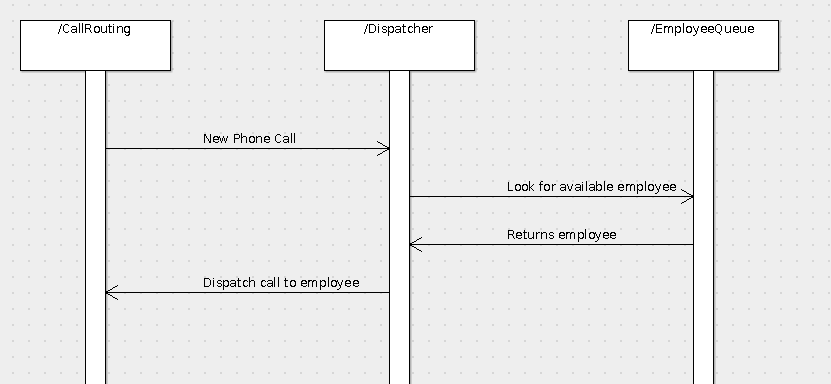 /CallRouting
/Dispatcher
/EmployeeQueue
New Phone Call
Look for available employee
Returns employee
Dispatch call to employee